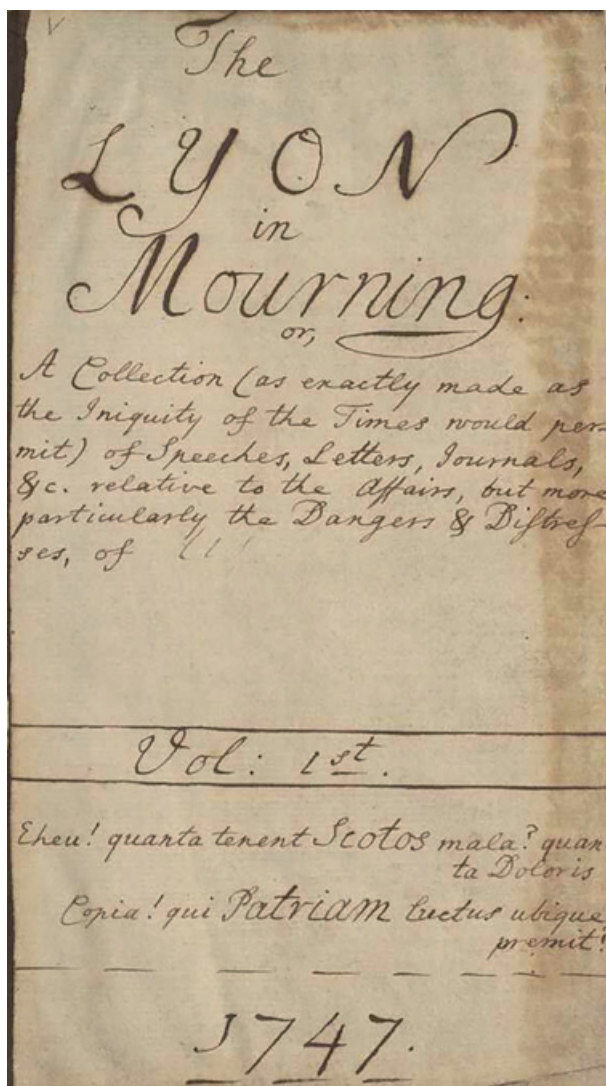 The
LYON
in
Mourning:
or,
A Collection (as exactly made as
the Iniquity of the Times would per-
mit) of Speeches, Letters, Journals,
&c. relative to the Affairs, but more
particularly the Dangers & Diſtreſ-
ses, of
Vol: 1st.
Eheu! quanta tenent Scotos mala? quan
ta Doloris
Copia! qui Patriam luctus ubique
premit!
1747.